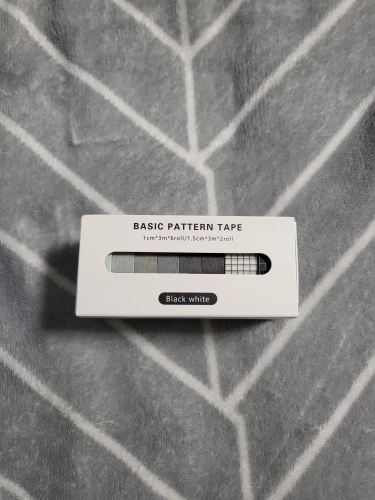 BASIC PATTERN TAPE
1cm*3m*6roll/1.5cm*3m*2roll
Black white